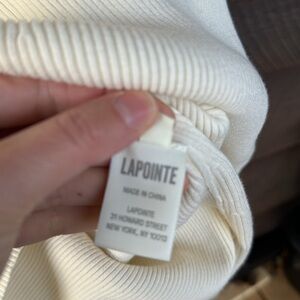 LAPOINTE
MADE IN CHINA
LAPOINTE
31 HOWARD STREET
NEW YORK, NY 10013